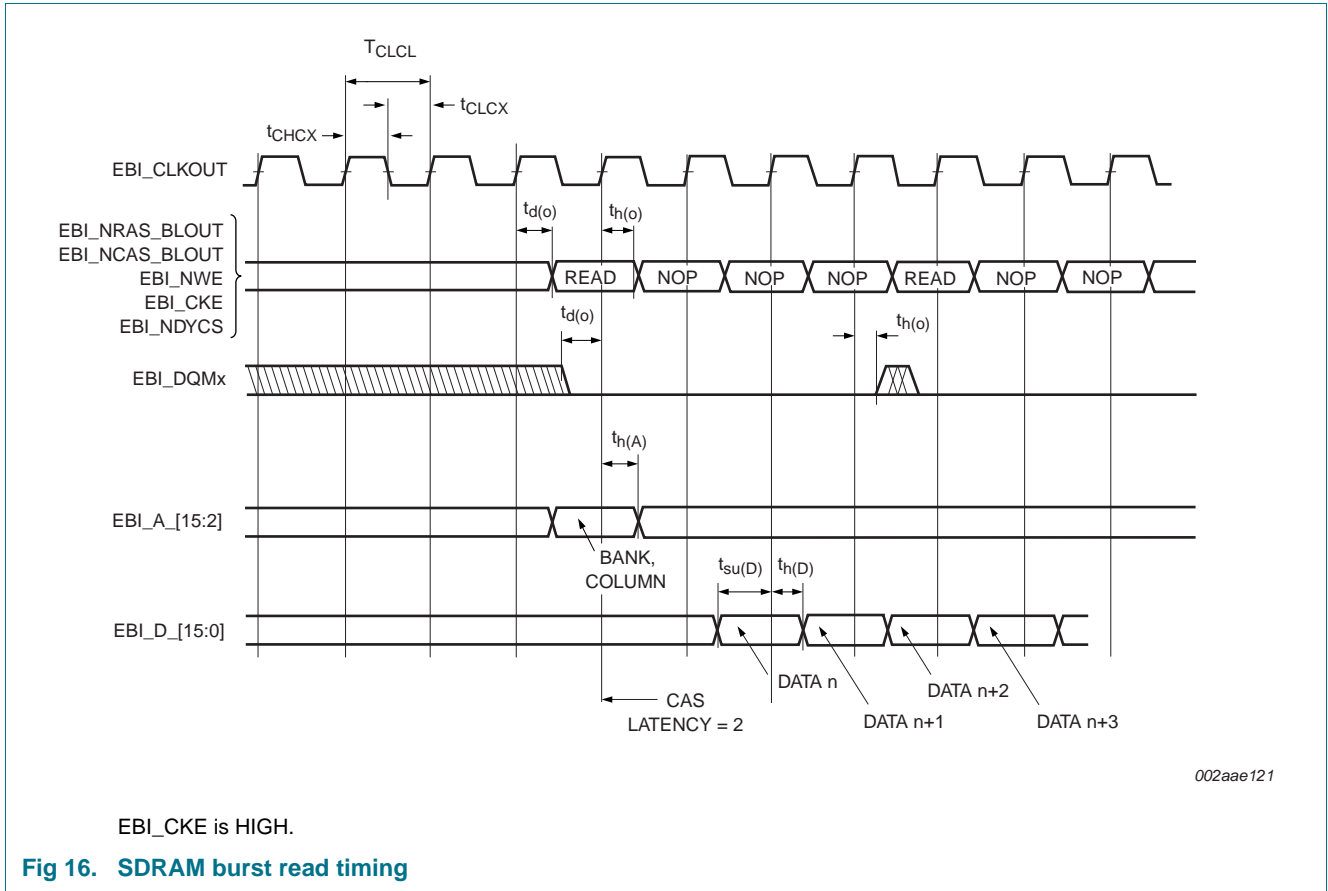 TCLCL
tCHCX
tCLCX
EBI_CLKOUT
td(o)
th(o)
EBI_NRAS_BLOUT
EBI_NCAS_BLOUT
EBI_NWE
EBI_CKE
EBI_NDYCS
READ NOP NOP NOP READ NOP NOP
td(o)
th(o)
EBI_DQMx
th(A)
EBI_A_[15:2]
BANK,
COLUMN
tsu(D)
th(D)
EBI_D_[15:0]
DATA n
DATA n+1
DATA n+2
DATA n+3
CAS
LATENCY = 2
002aae121
EBI_CKE is HIGH.
Fig 16. SDRAM burst read timing